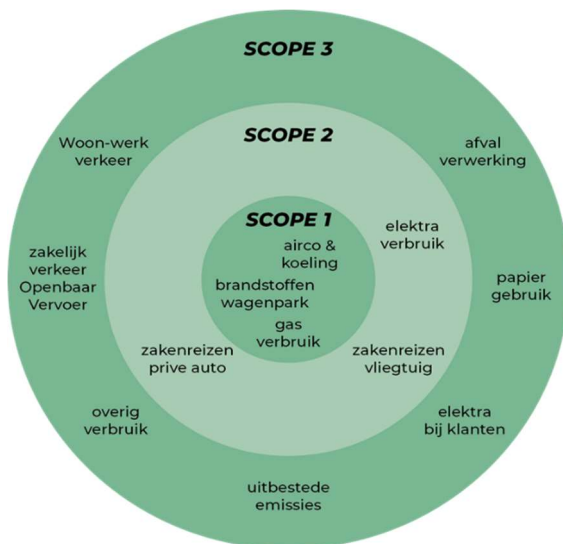 SCOPE 3
Woon-werk
verkeer
afval
verwerking
zakelijk
verkeer
Openbaar
Vervoer
papier
gebruik
overig
verbruik
elektra
bij klanten
uitbestede
emissies
SCOPE 2
elektra
verbruik
zakenreizen
prive auto
zakenreizen
vliegtuig
SCOPE 1
airco &
koeling
brandstoffen
wagenpark
gas
verbruik